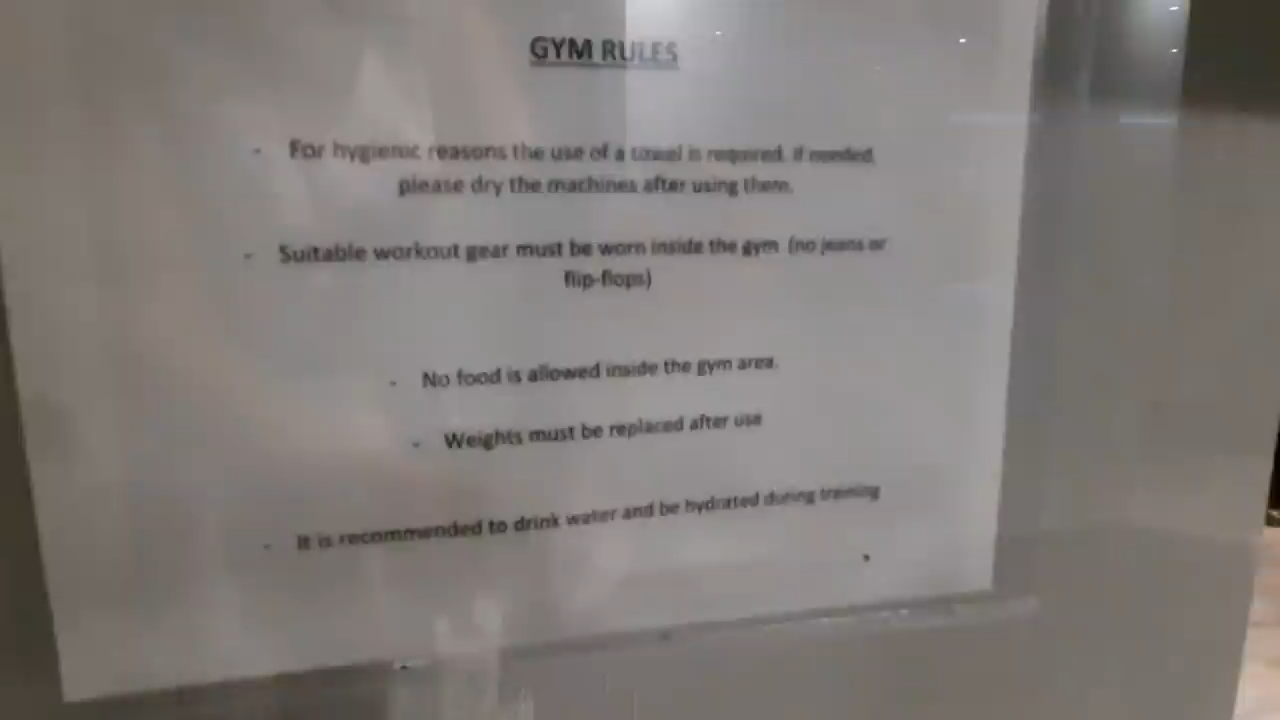 GYM RULES
- For hygienic reasons the use of a towel is required. If needed,
please dry the machines after using them.
- Suitable workout gear must be worn inside the gym (no jeans or
flip-flops)
- No food is allowed inside the gym area.
- Weights must be replaced after use
- It is recommended to drink water and be hydrated during training